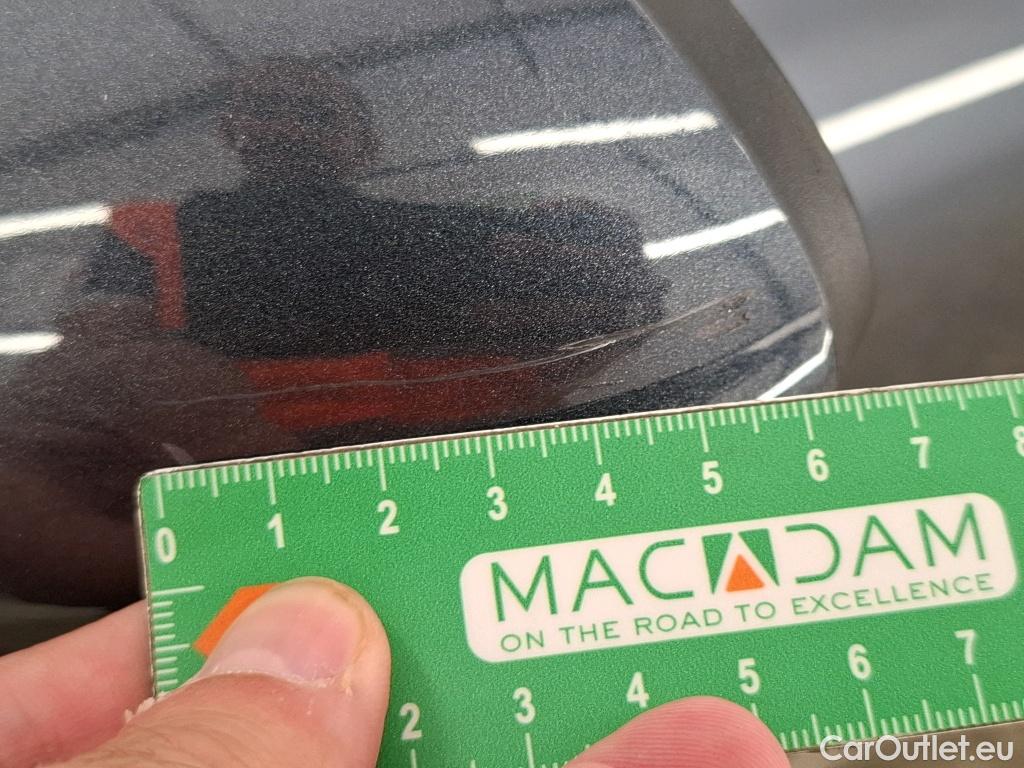 0 1 2 3 4 5 6 7 8
MACADAM
ON THE ROAD TO EXCELLENCE
2 3 4 5 6 7
CarOutlet.eu